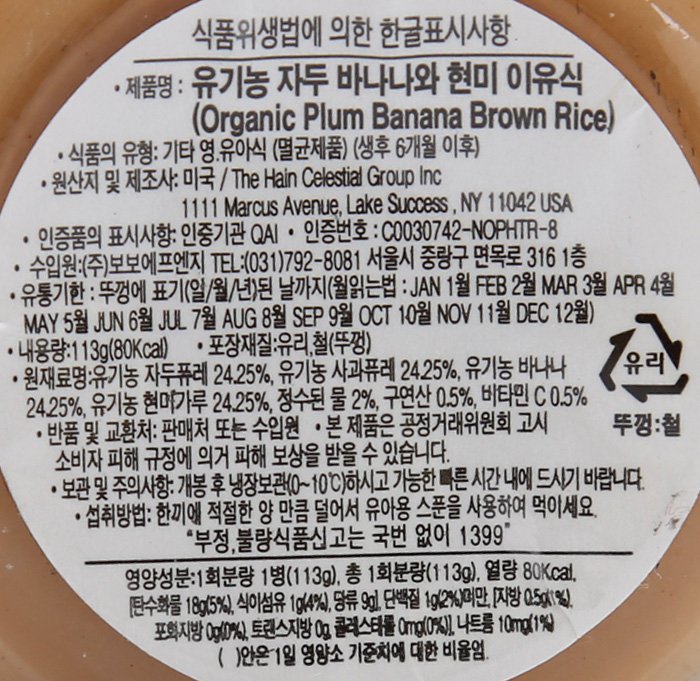 식품위생법에 의한 한글표시사항
• 제품명 : 유기농 자두 바나나와 현미 이유식
(Organic Plum Banana Brown Rice)
• 식품의 유형: 기타 영.유아식 (멸균제품) (생후 6개월 이후)
• 원산지 및 제조사: 미국 / The Hain Celestial Group Inc
1111 Marcus Avenue, Lake Success , NY 11042 USA
• 인증품의 표시사항: 인증기관 QAI • 인증번호 : C0030742-NOPHTR-8
• 수입원:(주)보보에프엔지 TEL:(031)792-8081 서울시 중랑구 면목로 316 1층
• 유통기한 : 뚜껑에 표기(일/월/년)된 날까지(월읽는법 : JAN 1월 FEB 2월 MAR 3월 APR 4월
MAY 5월 JUN 6월 JUL 7월 AUG 8월 SEP 9월 OCT 10월 NOV 11월 DEC 12월)
• 내용량:113g(80Kcal) • 포장재질:유리,철(뚜껑)
• 원재료명:유기농 자두퓨레 24.25%, 유기농 사과퓨레 24.25%, 유기농 바나나
24.25%, 유기농 현미가루 24.25%, 정수된 물 2%, 구연산 0.5%, 비타민 C 0.5%
유리
뚜껑:철
• 반품 및 교환처: 판매처 또는 수입원 • 본 제품은 공정거래위원회 고시
소비자 피해 규정에 의거 피해 보상을 받을 수 있습니다.
• 보관 및 주의사항: 개봉 후 냉장보관(0~10℃)하시고 가능한 빠른 시간 내에 드시기 바랍니다.
• 섭취방법: 한끼에 적절한 양 만큼 덜어서 유아용 스푼을 사용하여 먹이세요.
"부정,불량식품신고는 국번 없이 1399"
영양성분:1회분량 1병(113g), 총 1회분량(113g), 열량 80Kcal,
[탄수화물 18g(5%), 식이섬유 1g(4%), 당류 9g], 단백질 1g(2%)미만, [지방 0.5g(1%),
포화지방 0g(0%), 트랜스지방 0g, 콜레스테롤 0mg(0%)], 나트륨 10mg(1%)
( )안은 1일 영양소 기준치에 대한 비율임.